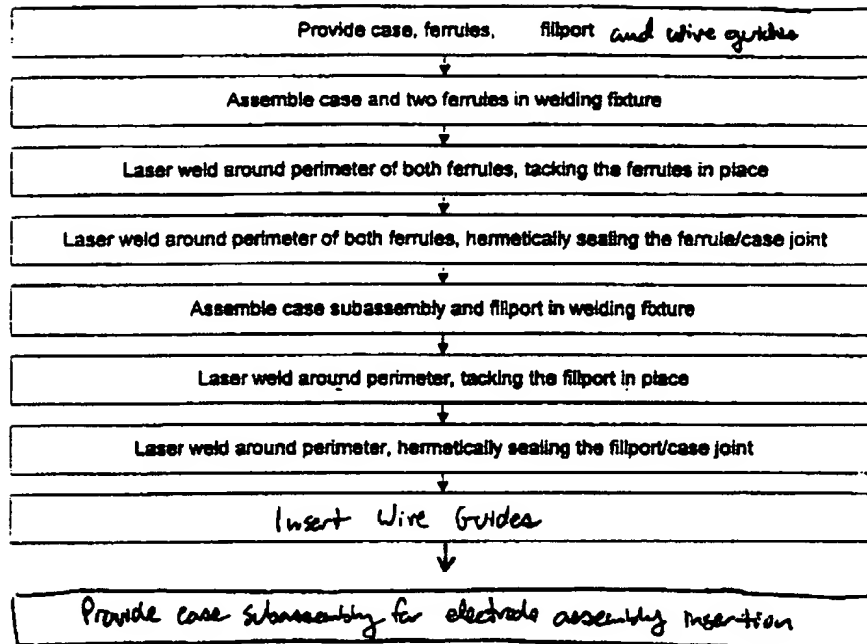 Provide case, ferrules, fillport and wire guides
Assemble case and two ferrules in welding fixture
Laser weld around perimeter of both ferrules, tacking the ferrules in place
Laser weld around perimeter of both ferrules, hermetically sealing the ferrule/case joint
Assemble case subassembly and fillport in welding fixture
Laser weld around perimeter, tacking the fillport in place
Laser weld around perimeter, hermetically sealing the fillport/case joint
Insert Wire Guides
Provide case subassembly for electrode assembly insertion